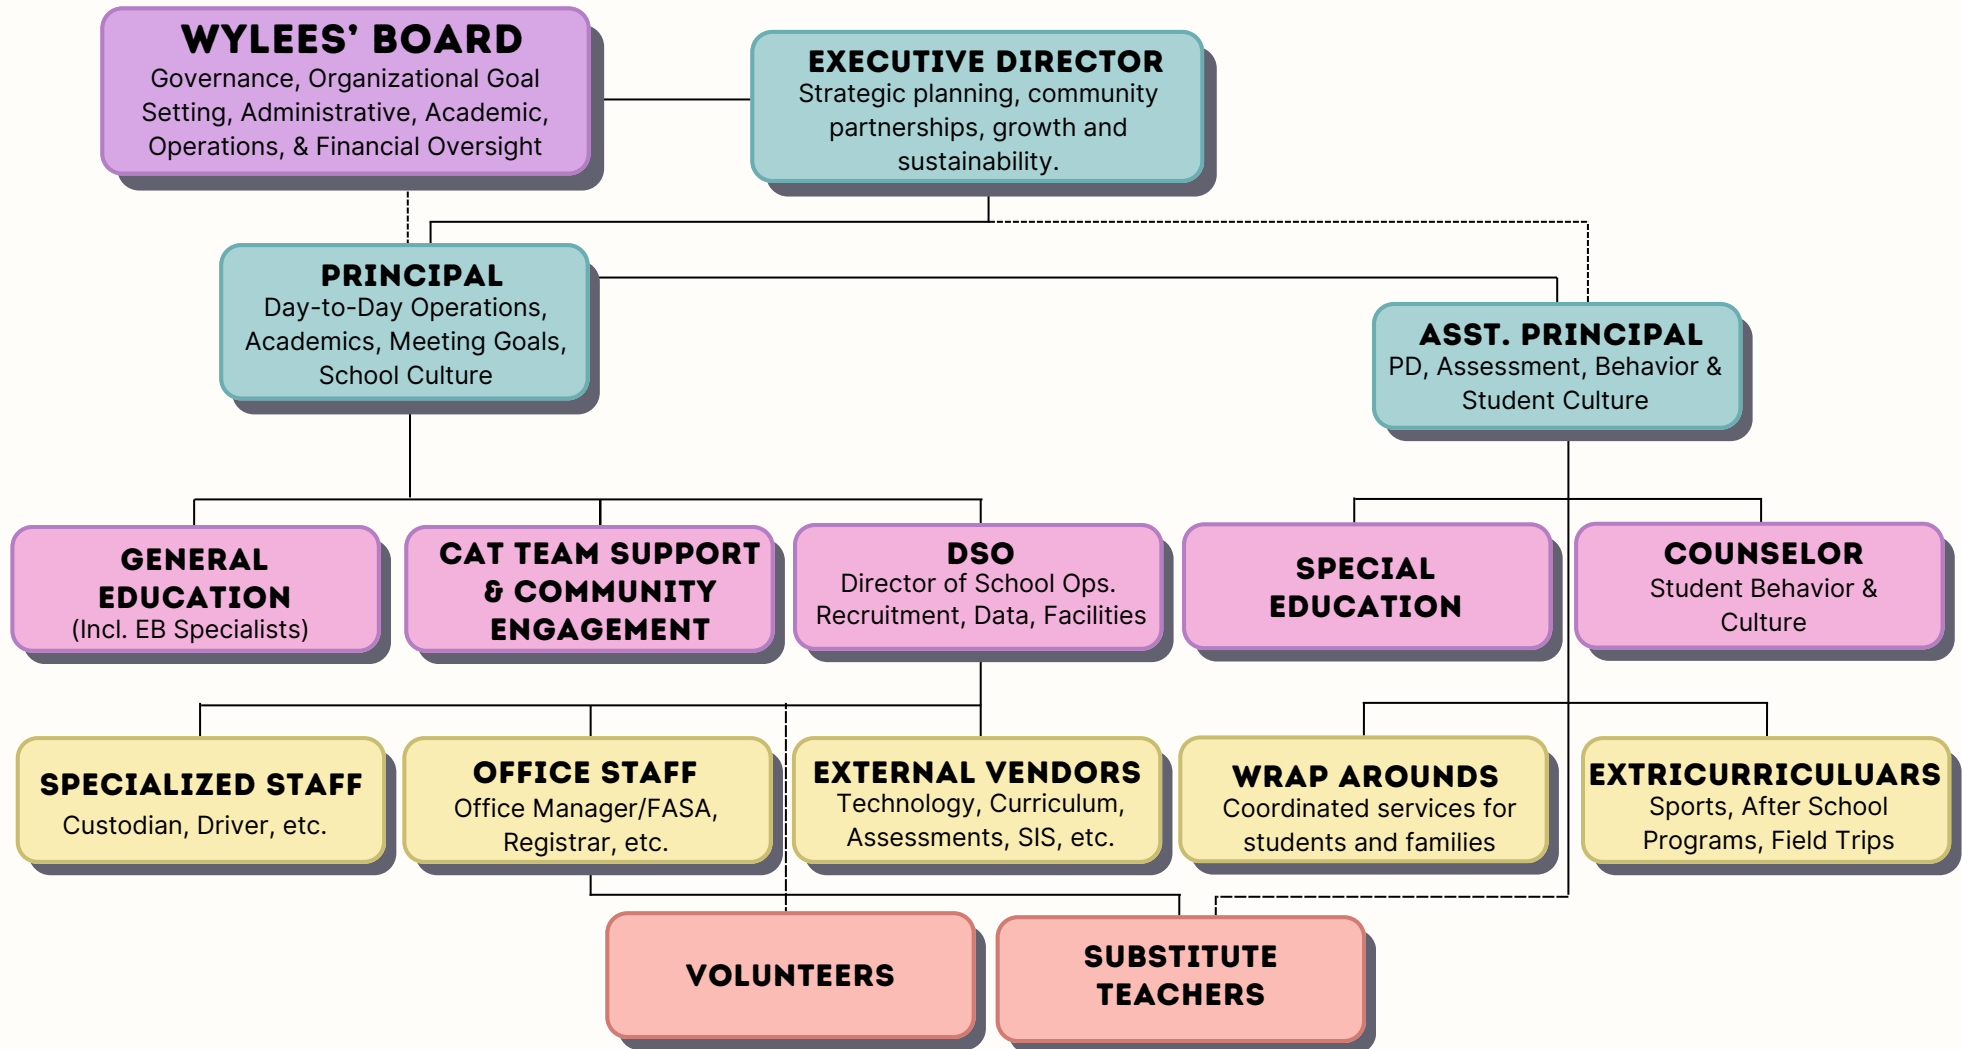 WYLEES' BOARD
Governance, Organizational Goal
Setting, Administrative, Academic,
Operations, & Financial Oversight
EXECUTIVE DIRECTOR
Strategic planning, community
partnerships, growth and
sustainability.
PRINCIPAL
Day-to-Day Operations,
Academics, Meeting Goals,
School Culture
ASST. PRINCIPAL
PD, Assessment, Behavior &
Student Culture
GENERAL
EDUCATION
(Incl. EB Specialists)
CAT TEAM SUPPORT
& COMMUNITY
ENGAGEMENT
DSO
Director of School Ops.
Recruitment, Data, Facilities
SPECIAL
EDUCATION
COUNSELOR
Student Behavior &
Culture
SPECIALIZED STAFF
Custodian, Driver, etc.
OFFICE STAFF
Office Manager/FASA,
Registrar, etc.
EXTERNAL VENDORS
Technology, Curriculum,
Assessments, SIS, etc.
WRAP AROUNDS
Coordinated services for
students and families
EXTRICURRICULUARS
Sports, After School
Programs, Field Trips
VOLUNTEERS
SUBSTITUTE
TEACHERS